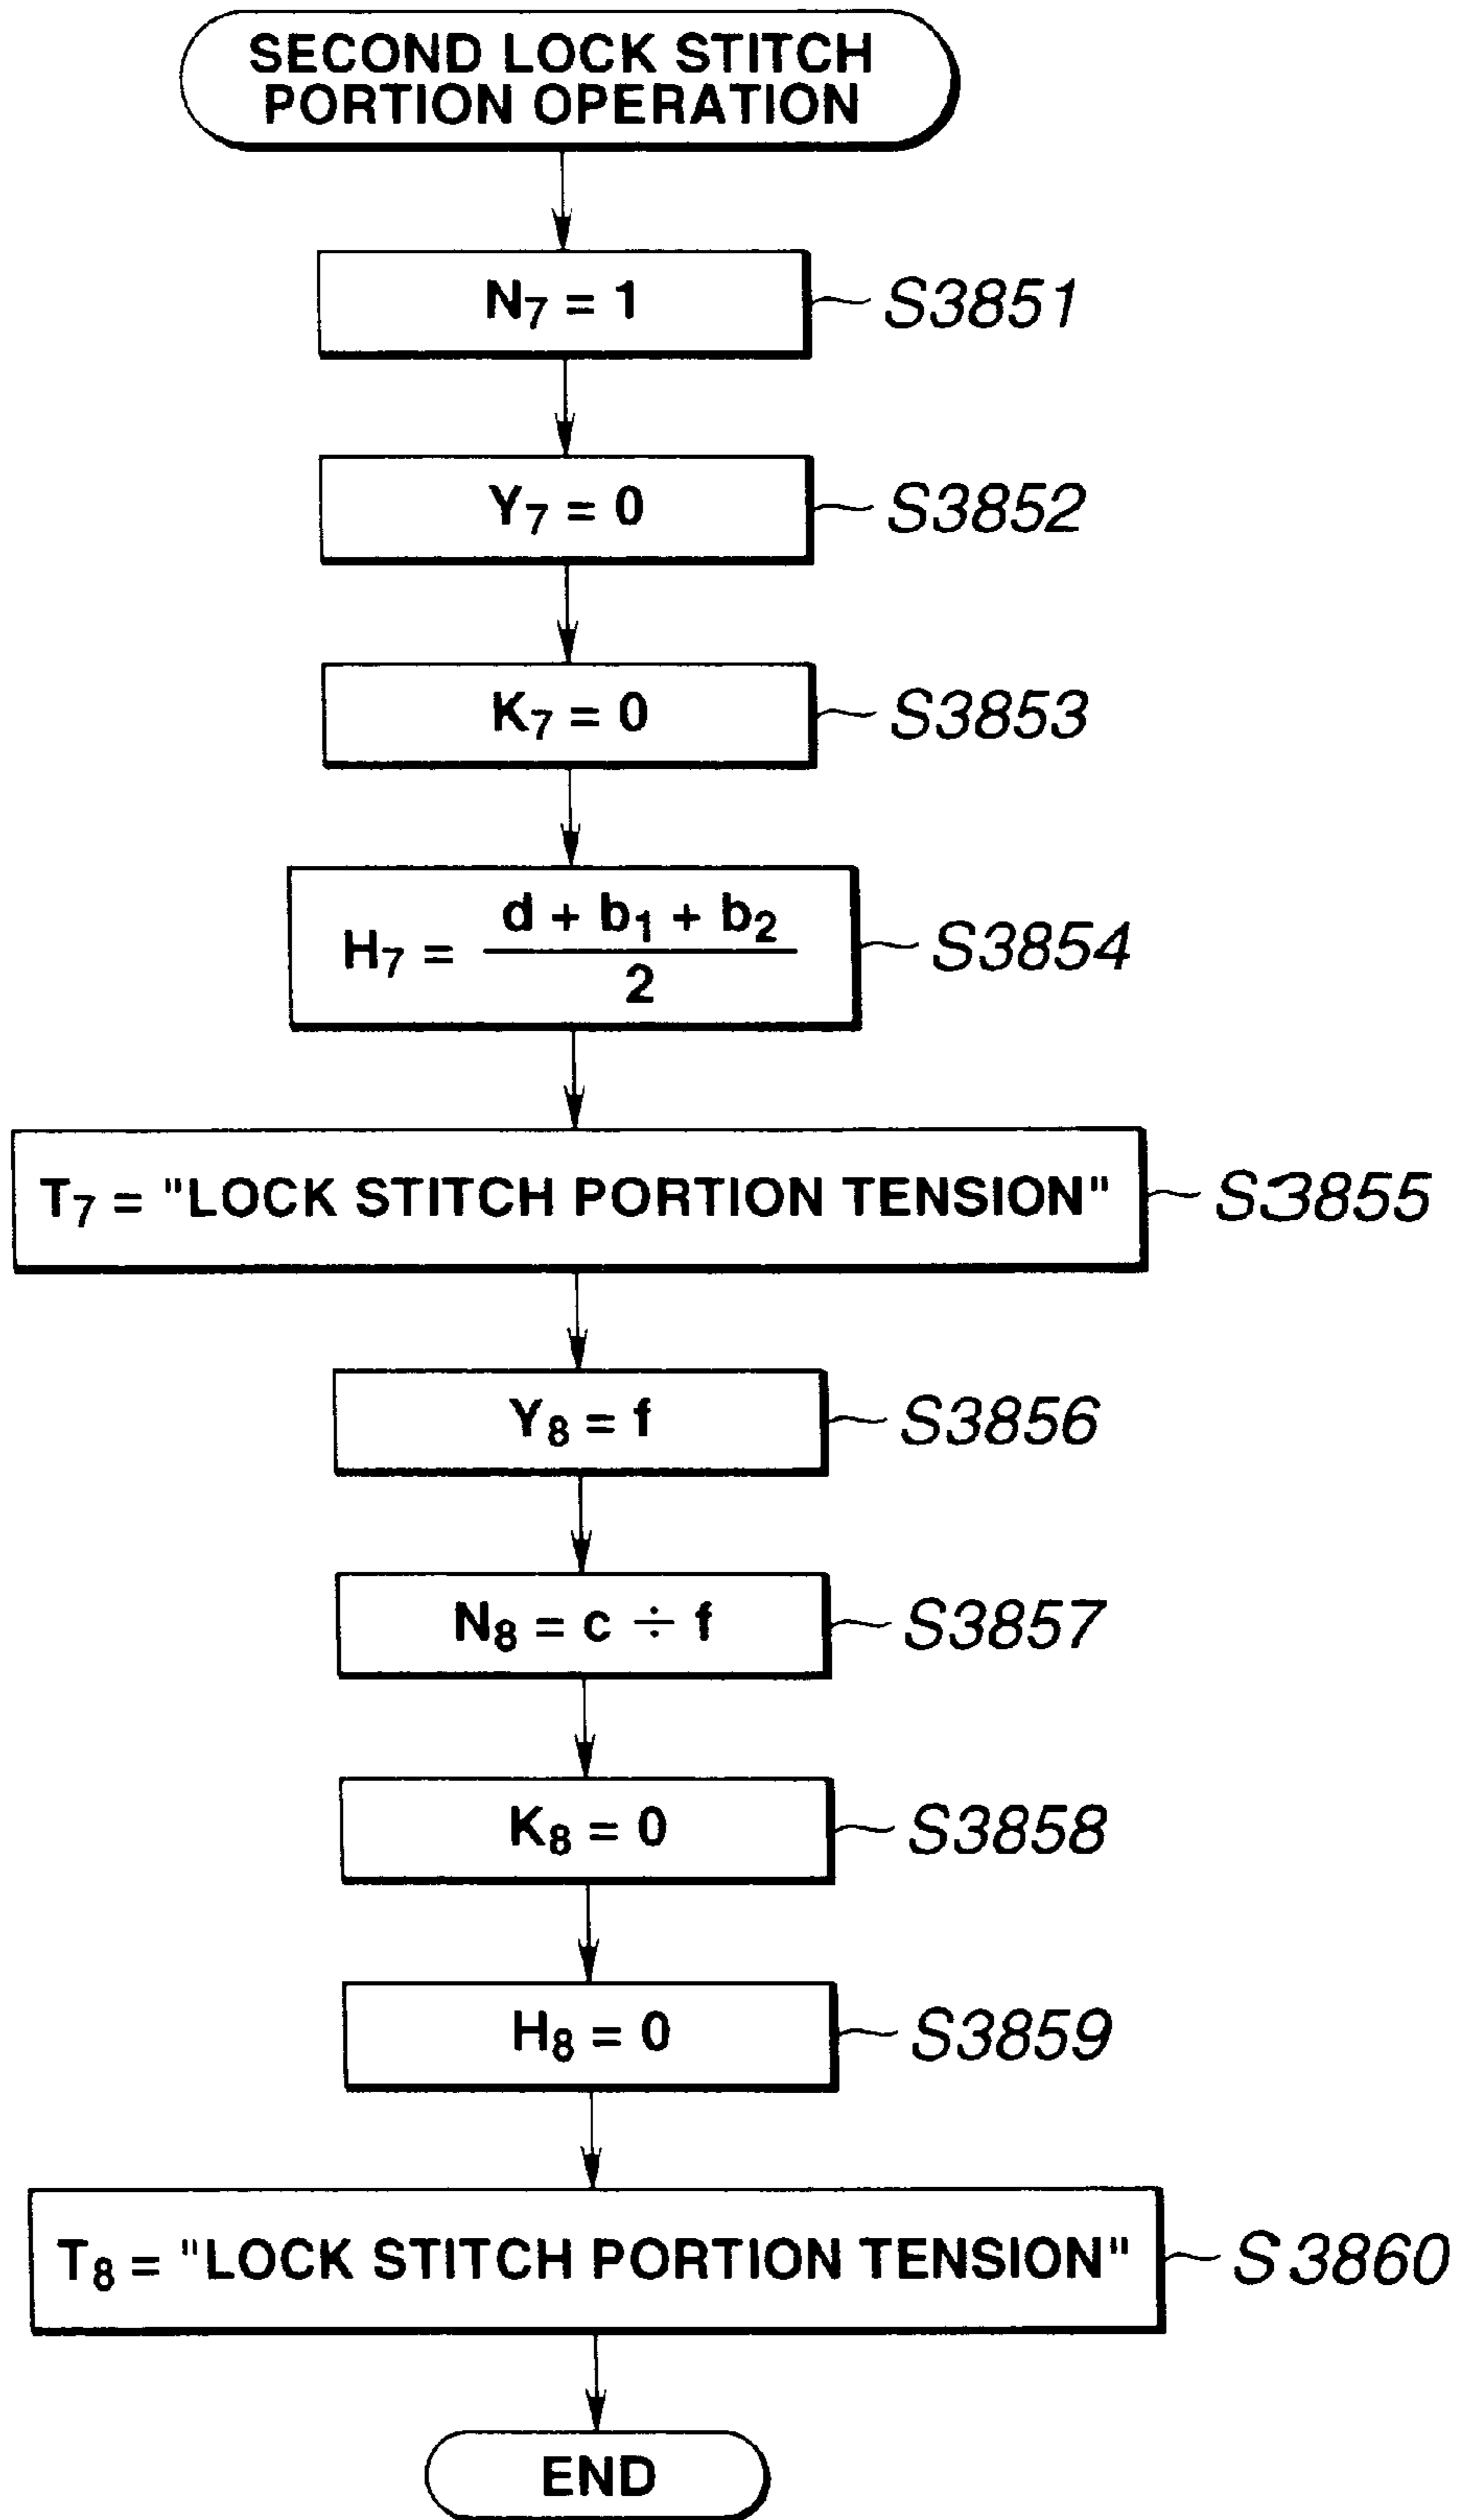 SECOND LOCK STITCH
PORTION OPERATION
N₇ = 1 S3851
Y₇ = 0 S3852
K₇ = 0 S3853
H₇ = (d + b₁ + b₂) / 2 S3854
T₇ = "LOCK STITCH PORTION TENSION" S3855
Y₈ = f S3856
N₈ = c ÷ f S3857
K₈ = 0 S3858
H₈ = 0 S3859
T₈ = "LOCK STITCH PORTION TENSION" S3860
END